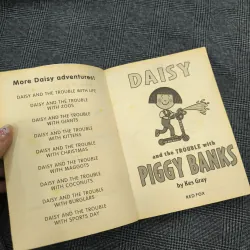 More Daisy adventures!
DAISY AND THE TROUBLE WITH LIFE
DAISY AND THE TROUBLE
WITH ZOOS
DAISY AND THE TROUBLE
WITH GIANTS
DAISY AND THE TROUBLE
WITH KITTENS
DAISY AND THE TROUBLE
WITH CHRISTMAS
DAISY AND THE TROUBLE
WITH MAGGOTS
DAISY AND THE TROUBLE
WITH COCONUTS
DAISY AND THE TROUBLE
WITH BURGLARS
DAISY AND THE TROUBLE
WITH SPORTS DAY
DAISY
and the TROUBLE with
PIGGY BANKS
by Kes Gray
RED FOX